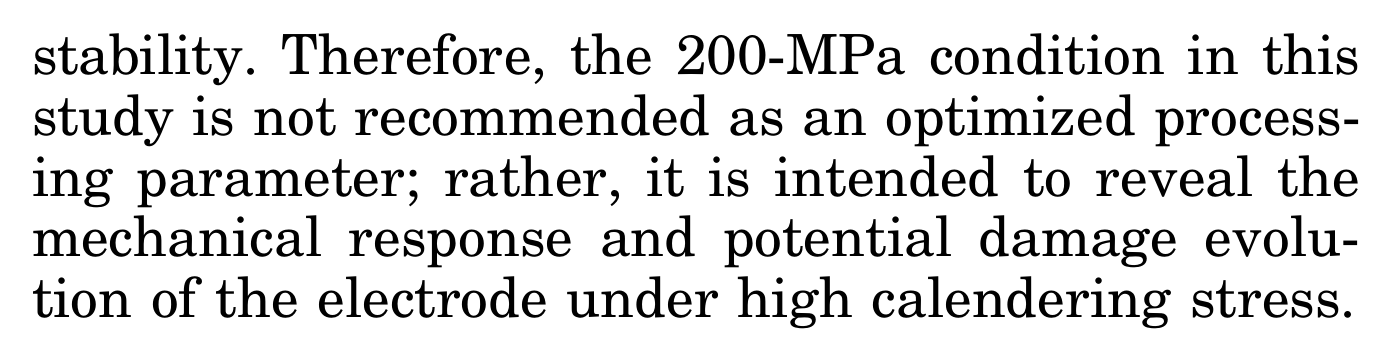 stability. Therefore, the 200-MPa condition in this
study is not recommended as an optimized process-
ing parameter; rather, it is intended to reveal the
mechanical response and potential damage evolu-
tion of the electrode under high calendering stress.